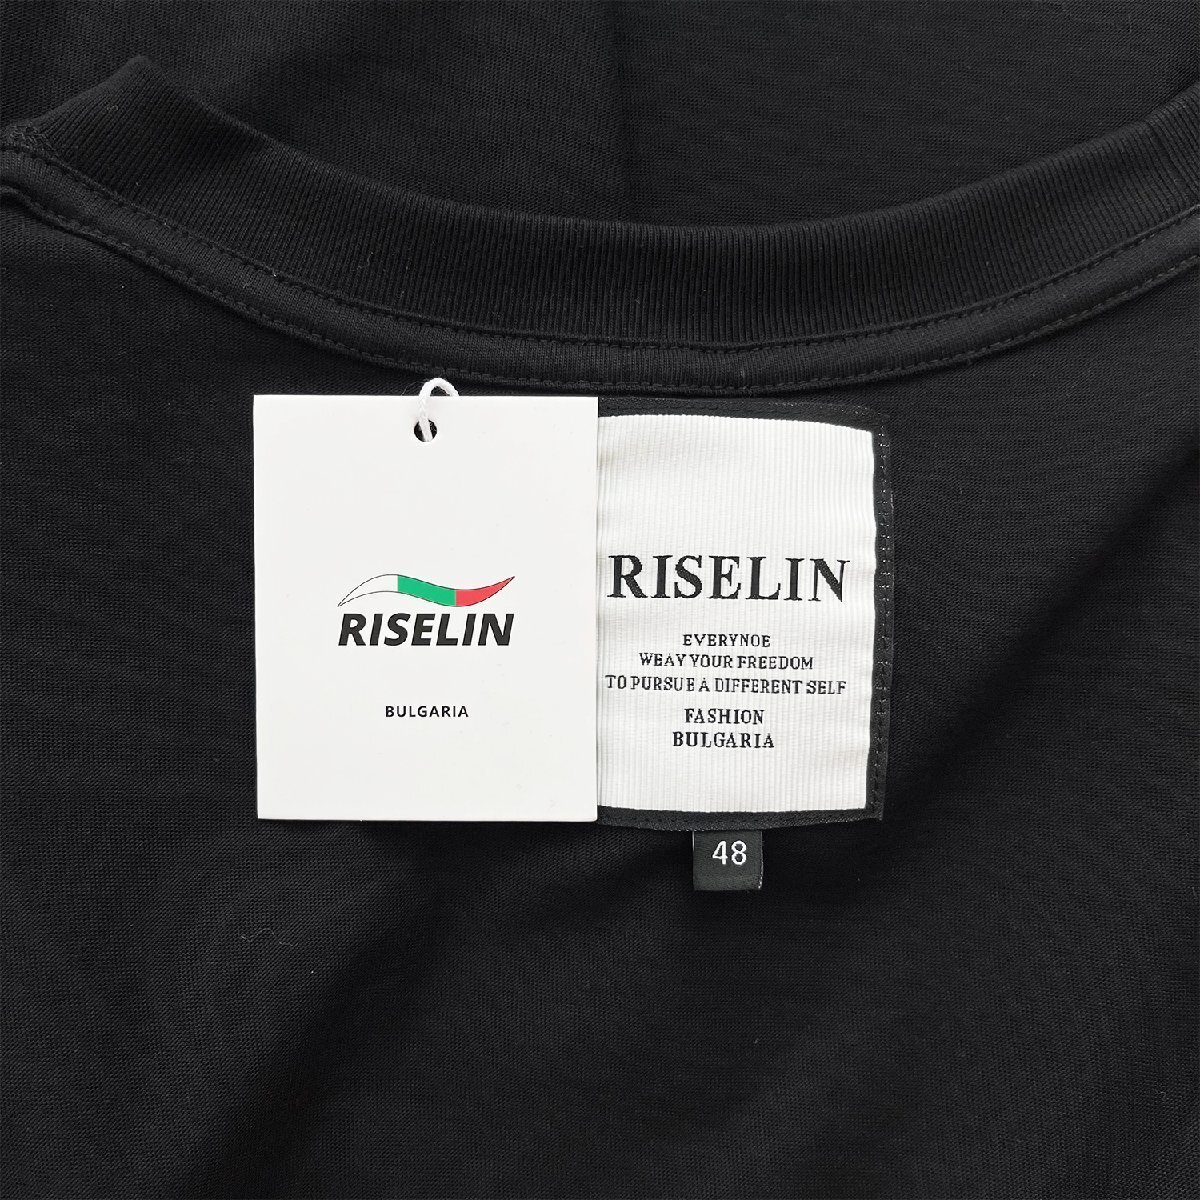 RISELIN
BULGARIA
RISELIN
EVERYNOE
WEAY YOUR FREEDOM
TO PURSUE A DIFFERENT SELF
FASHION
BULGARIA
48